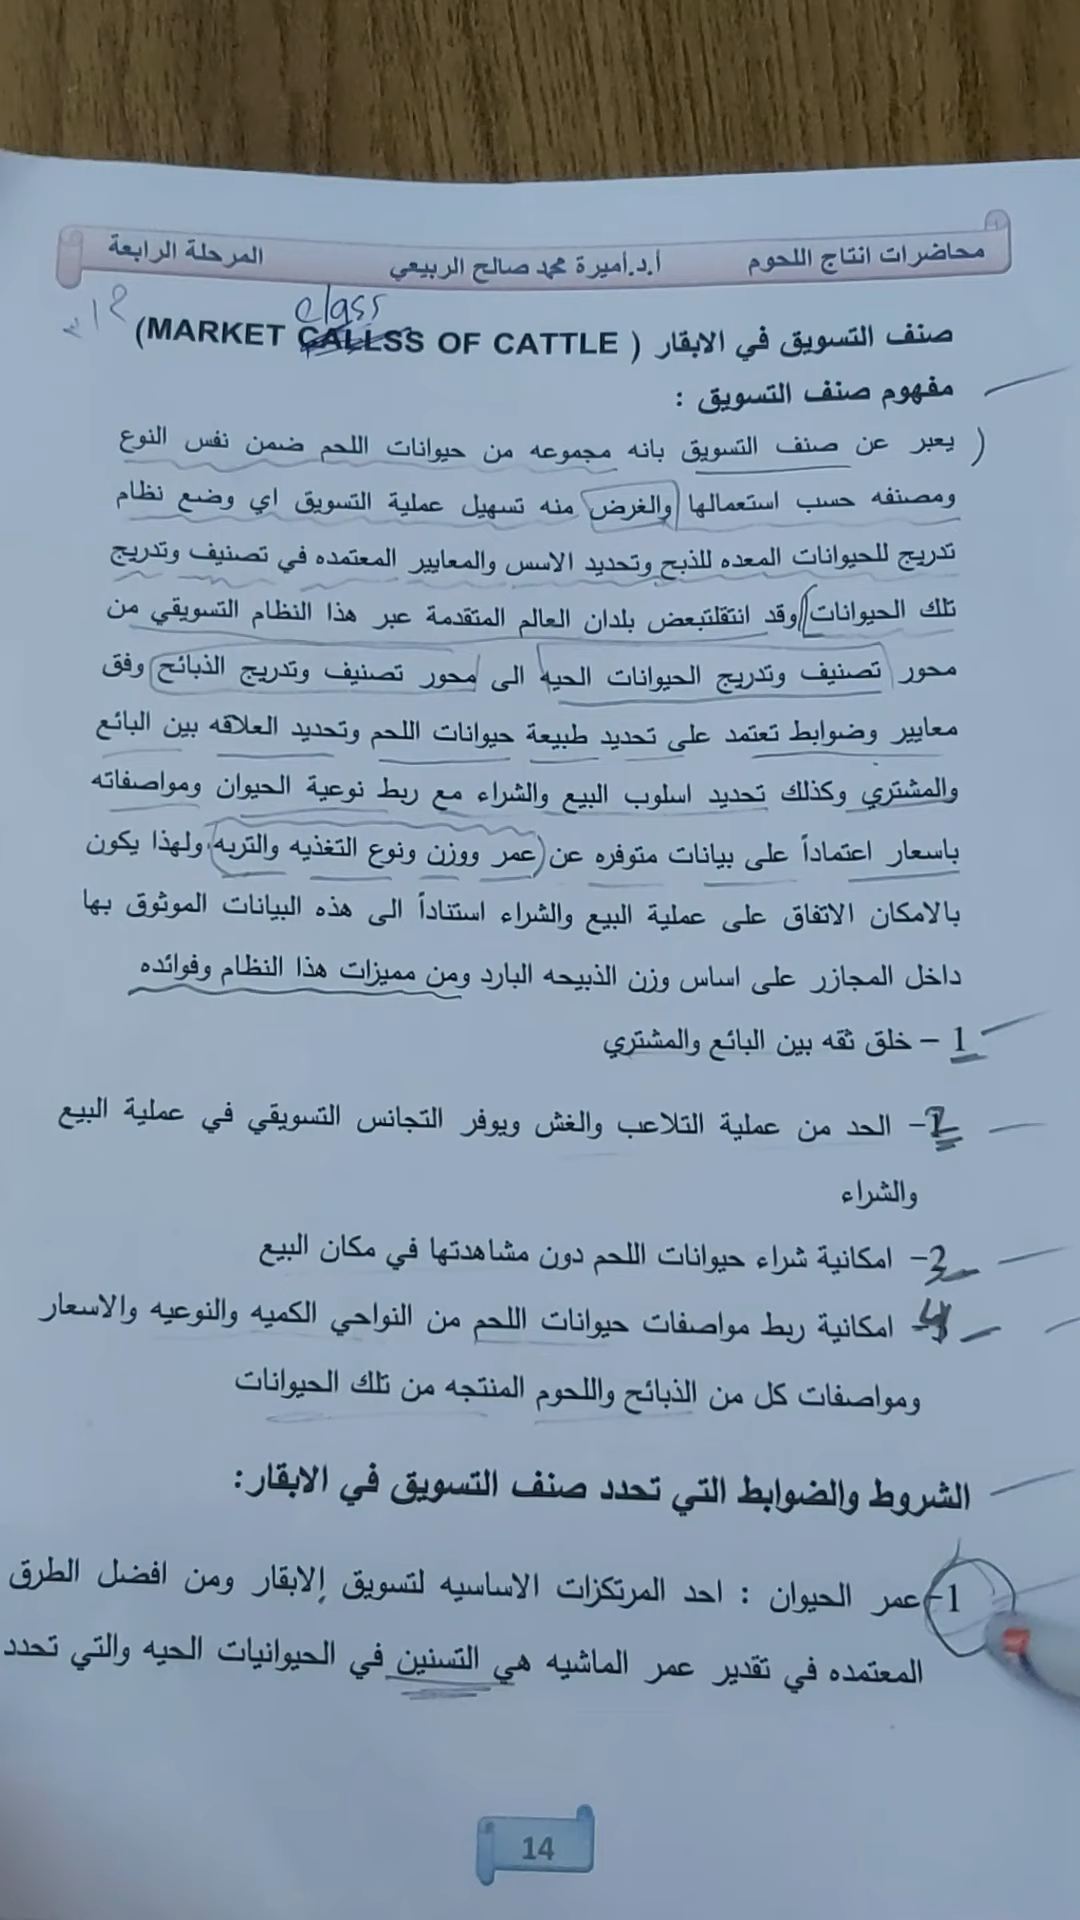 محاضرات انتاج اللحوم أ.د.أميرة محمد صالح الربيعي المرحلة الرابعة
class
صنف التسويق في الابقار ( MARKET CALLSS OF CATTLE)
مفهوم صنف التسويق :
يعبر عن صنف التسويق بانه مجموعه من حيوانات اللحم ضمن نفس النوع
ومصنفه حسب استعمالها والغرض منه تسهيل عملية التسويق اي وضع نظام
تدريج للحيوانات المعده للذبح وتحديد الاسس والمعايير المعتمده في تصنيف وتدريج
تلك الحيوانات وقد انتقلتبعض بلدان العالم المتقدمة عبر هذا النظام التسويقي من
محور تصنيف وتدريج الحيوانات الحيه الى محور تصنيف وتدريج الذبائح وفق
معايير وضوابط تعتمد على تحديد طبيعة حيوانات اللحم وتحديد العلاقه بين البائع
والمشتري وكذلك تحديد اسلوب البيع والشراء مع ربط نوعية الحيوان ومواصفاته
باسعار اعتماداً على بيانات متوفره عن عمر ووزن ونوع التغذيه والتربه ولهذا يكون
بالامكان الاتفاق على عملية البيع والشراء استناداً الى هذه البيانات الموثوق بها
داخل المجازر على اساس وزن الذبيحه البارد ومن مميزات هذا النظام وفوائده
1 – خلق ثقه بين البائع والمشتري
2- الحد من عملية التلاعب والغش ويوفر التجانس التسويقي في عملية البيع
والشراء
3- امكانية شراء حيوانات اللحم دون مشاهدتها في مكان البيع
4- امكانية ربط مواصفات حيوانات اللحم من النواحي الكميه والنوعيه والاسعار
ومواصفات كل من الذبائح واللحوم المنتجه من تلك الحيوانات
الشروط والضوابط التي تحدد صنف التسويق في الابقار:
1- عمر الحيوان : احد المرتكزات الاساسيه لتسويق الابقار ومن افضل الطرق
المعتمده في تقدير عمر الماشيه هي التسنين في الحيوانيات الحيه والتي تحدد
14